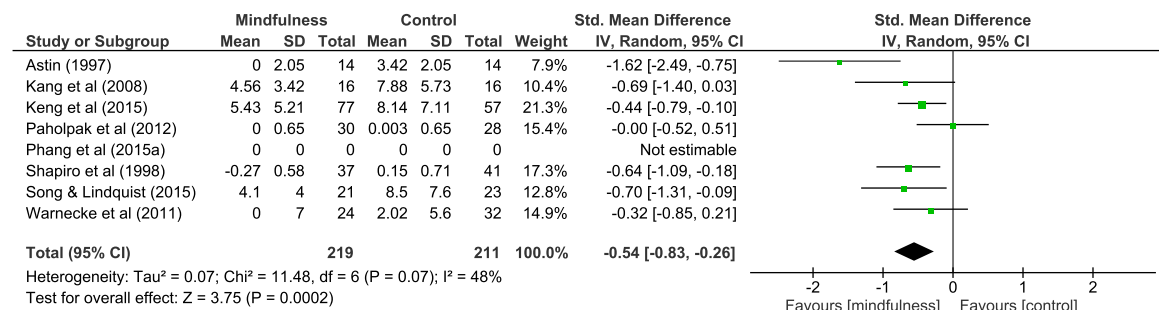 Mindfulness Control Std. Mean Difference Std. Mean Difference
Study or Subgroup Mean SD Total Mean SD Total Weight IV, Random, 95% CI IV, Random, 95% CI
Astin (1997) 0 2.05 14 3.42 2.05 14 7.9% -1.62 [-2.49, -0.75]
Kang et al (2008) 4.56 3.42 16 7.88 5.73 16 10.4% -0.69 [-1.40, 0.03]
Keng et al (2015) 5.43 5.21 77 8.14 7.11 57 21.3% -0.44 [-0.79, -0.10]
Paholpak et al (2012) 0 0.65 30 0.003 0.65 28 15.4% -0.00 [-0.52, 0.51]
Phang et al (2015a) 0 0 0 0 0 0 Not estimable
Shapiro et al (1998) -0.27 0.58 37 0.15 0.71 41 17.3% -0.64 [-1.09, -0.18]
Song & Lindquist (2015) 4.1 4 21 8.5 7.6 23 12.8% -0.70 [-1.31, -0.09]
Warnecke et al (2011) 0 7 24 2.02 5.6 32 14.9% -0.32 [-0.85, 0.21]
Total (95% CI) 219 211 100.0% -0.54 [-0.83, -0.26]
Heterogeneity: Tau² = 0.07; Chi² = 11.48, df = 6 (P = 0.07); I² = 48%
Test for overall effect: Z = 3.75 (P = 0.0002)
-2 -1 0 1 2
Favours [mindfulness] Favours [control]